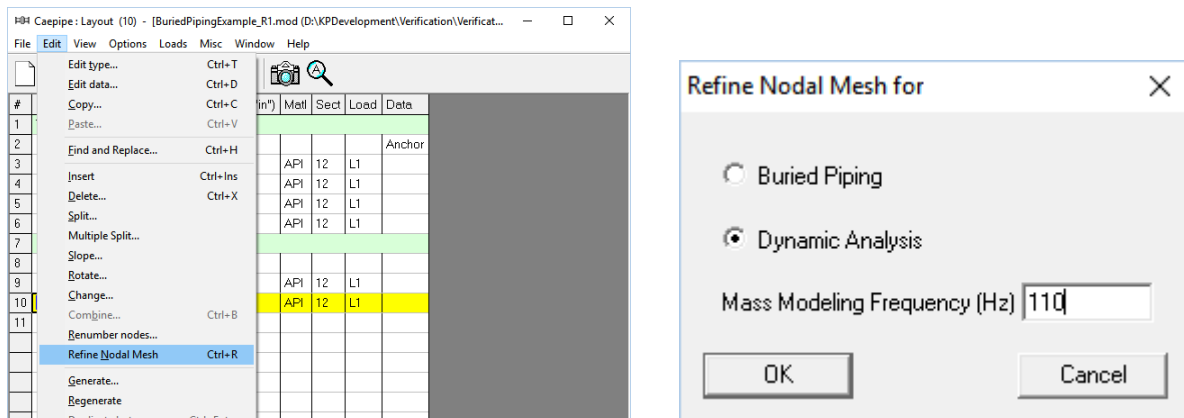 Caepipe : Layout (10) - [BuriedPipingExample_R1.mod (D:\KPDevelopment\Verification\Verificat...
File Edit View Options Loads Misc Window Help
Edit type... Ctrl+T
Edit data... Ctrl+D
# Copy... Ctrl+C 'in") Matl Sect Load Data
1 Paste... Ctrl+V
2 Anchor
Find and Replace... Ctrl+H
3 API 12 L1
4 Insert Ctrl+Ins API 12 L1
5 Delete... Ctrl+X API 12 L1
6 Split... API 12 L1
7 Multiple Split...
8 Slope...
9 Rotate... API 12 L1
10 Change... API 12 L1
11 Combine... Ctrl+B
Renumber nodes...
Refine Nodal Mesh Ctrl+R
Generate...
Regenerate
Refine Nodal Mesh for
Buried Piping
Dynamic Analysis
Mass Modeling Frequency (Hz) 110
OK Cancel